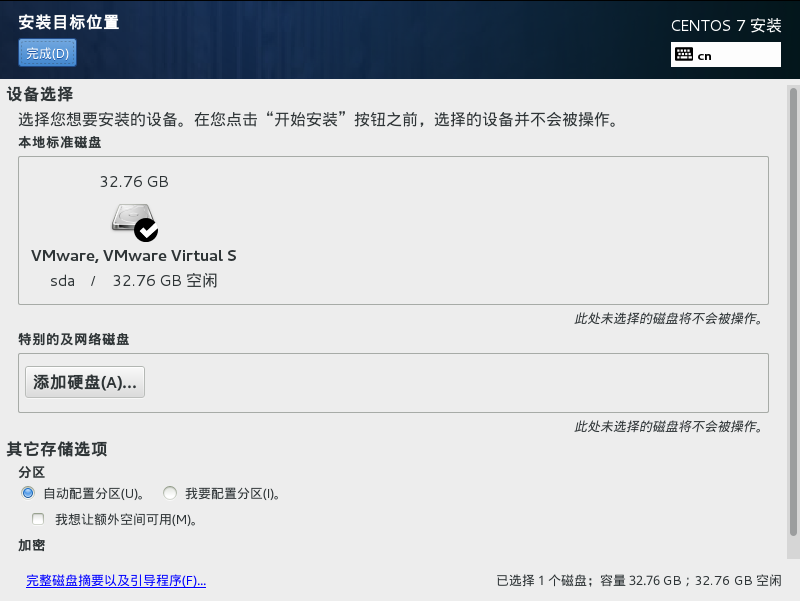 安装目标位置
CENTOS 7 安装
完成(D)
cn
设备选择
选择您想要安装的设备。在您点击“开始安装”按钮之前，选择的设备并不会被操作。
本地标准磁盘
32.76 GB
VMware, VMware Virtual S
sda / 32.76 GB 空闲
此处未选择的磁盘将不会被操作。
特别的及网络磁盘
添加硬盘(A)...
此处未选择的磁盘将不会被操作。
其它存储选项
分区
自动配置分区(U)。 我要配置分区(I)。
我想让额外空间可用(M)。
加密
完整磁盘摘要以及引导程序(F)...
已选择 1 个磁盘；容量 32.76 GB；32.76 GB 空闲